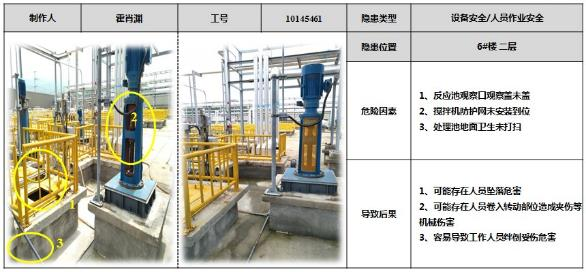 制作人 霍肖渊 工号 10145461 隐患类型 设备安全/人员作业安全
隐患位置 6#楼 二层
危险因素
1、反应池观察口观察盖未盖
2、搅拌机防护网未安装到位
3、处理池地面卫生未打扫
导致后果
1、可能存在人员坠落危害
2、可能存在人员卷入转动部位造成夹伤等
机械伤害
3、容易导致工作人员绊倒受伤危害
2
1
3